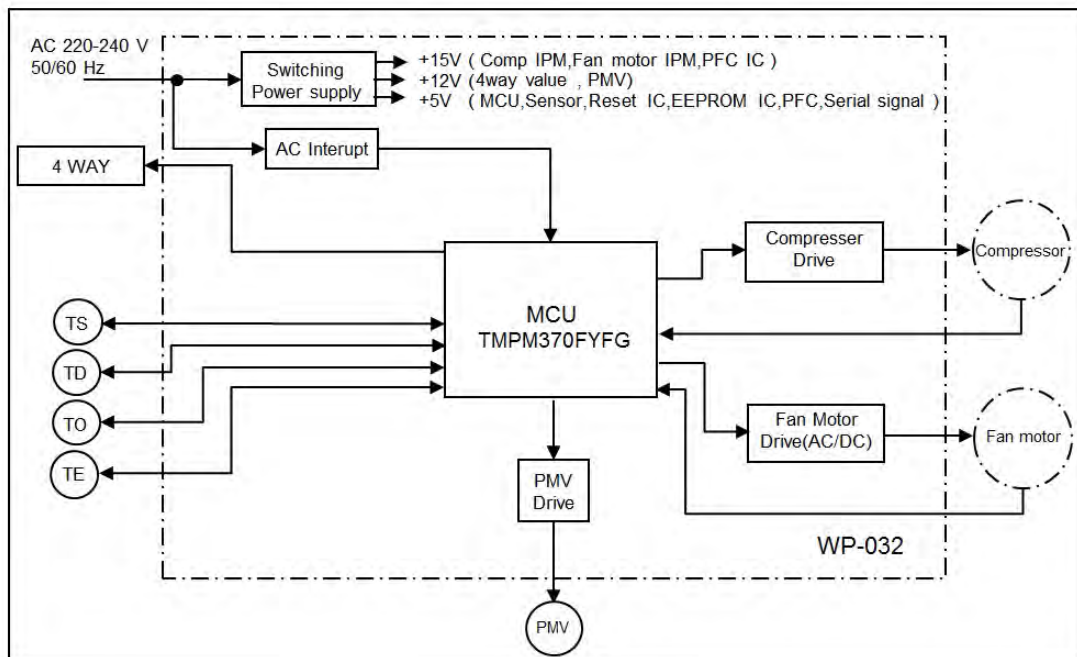 AC 220-240 V
50/60 Hz
Switching
Power supply
+15V ( Comp IPM,Fan motor IPM,PFC IC )
+12V (4way value , PMV)
+5V ( MCU,Sensor,Reset IC,EEPROM IC,PFC,Serial signal )
AC Interupt
4 WAY
Compresser
Drive
Compressor
MCU
TMPM370FYFG
TS
TD
TO
TE
Fan Motor
Drive(AC/DC)
Fan motor
PMV
Drive
WP-032
PMV